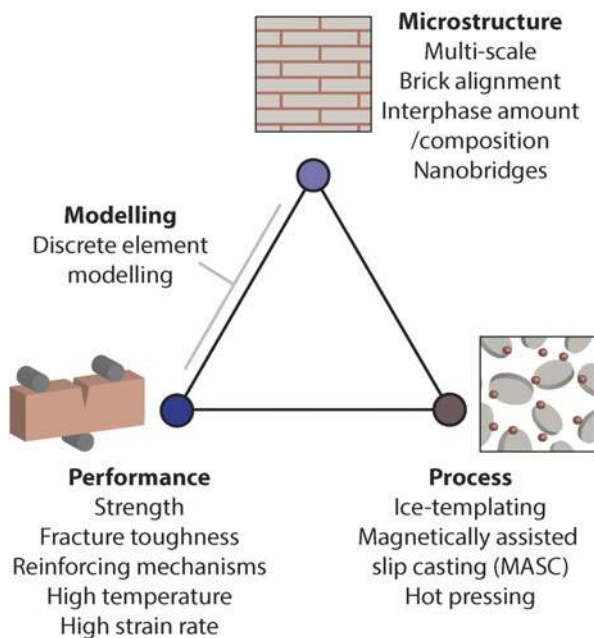 Microstructure
Multi-scale
Brick alignment
Interphase amount
/composition
Nanobridges
Modelling
Discrete element
modelling
Performance
Strength
Fracture toughness
Reinforcing mechanisms
High temperature
High strain rate
Process
Ice-templating
Magnetically assisted
slip casting (MASC)
Hot pressing